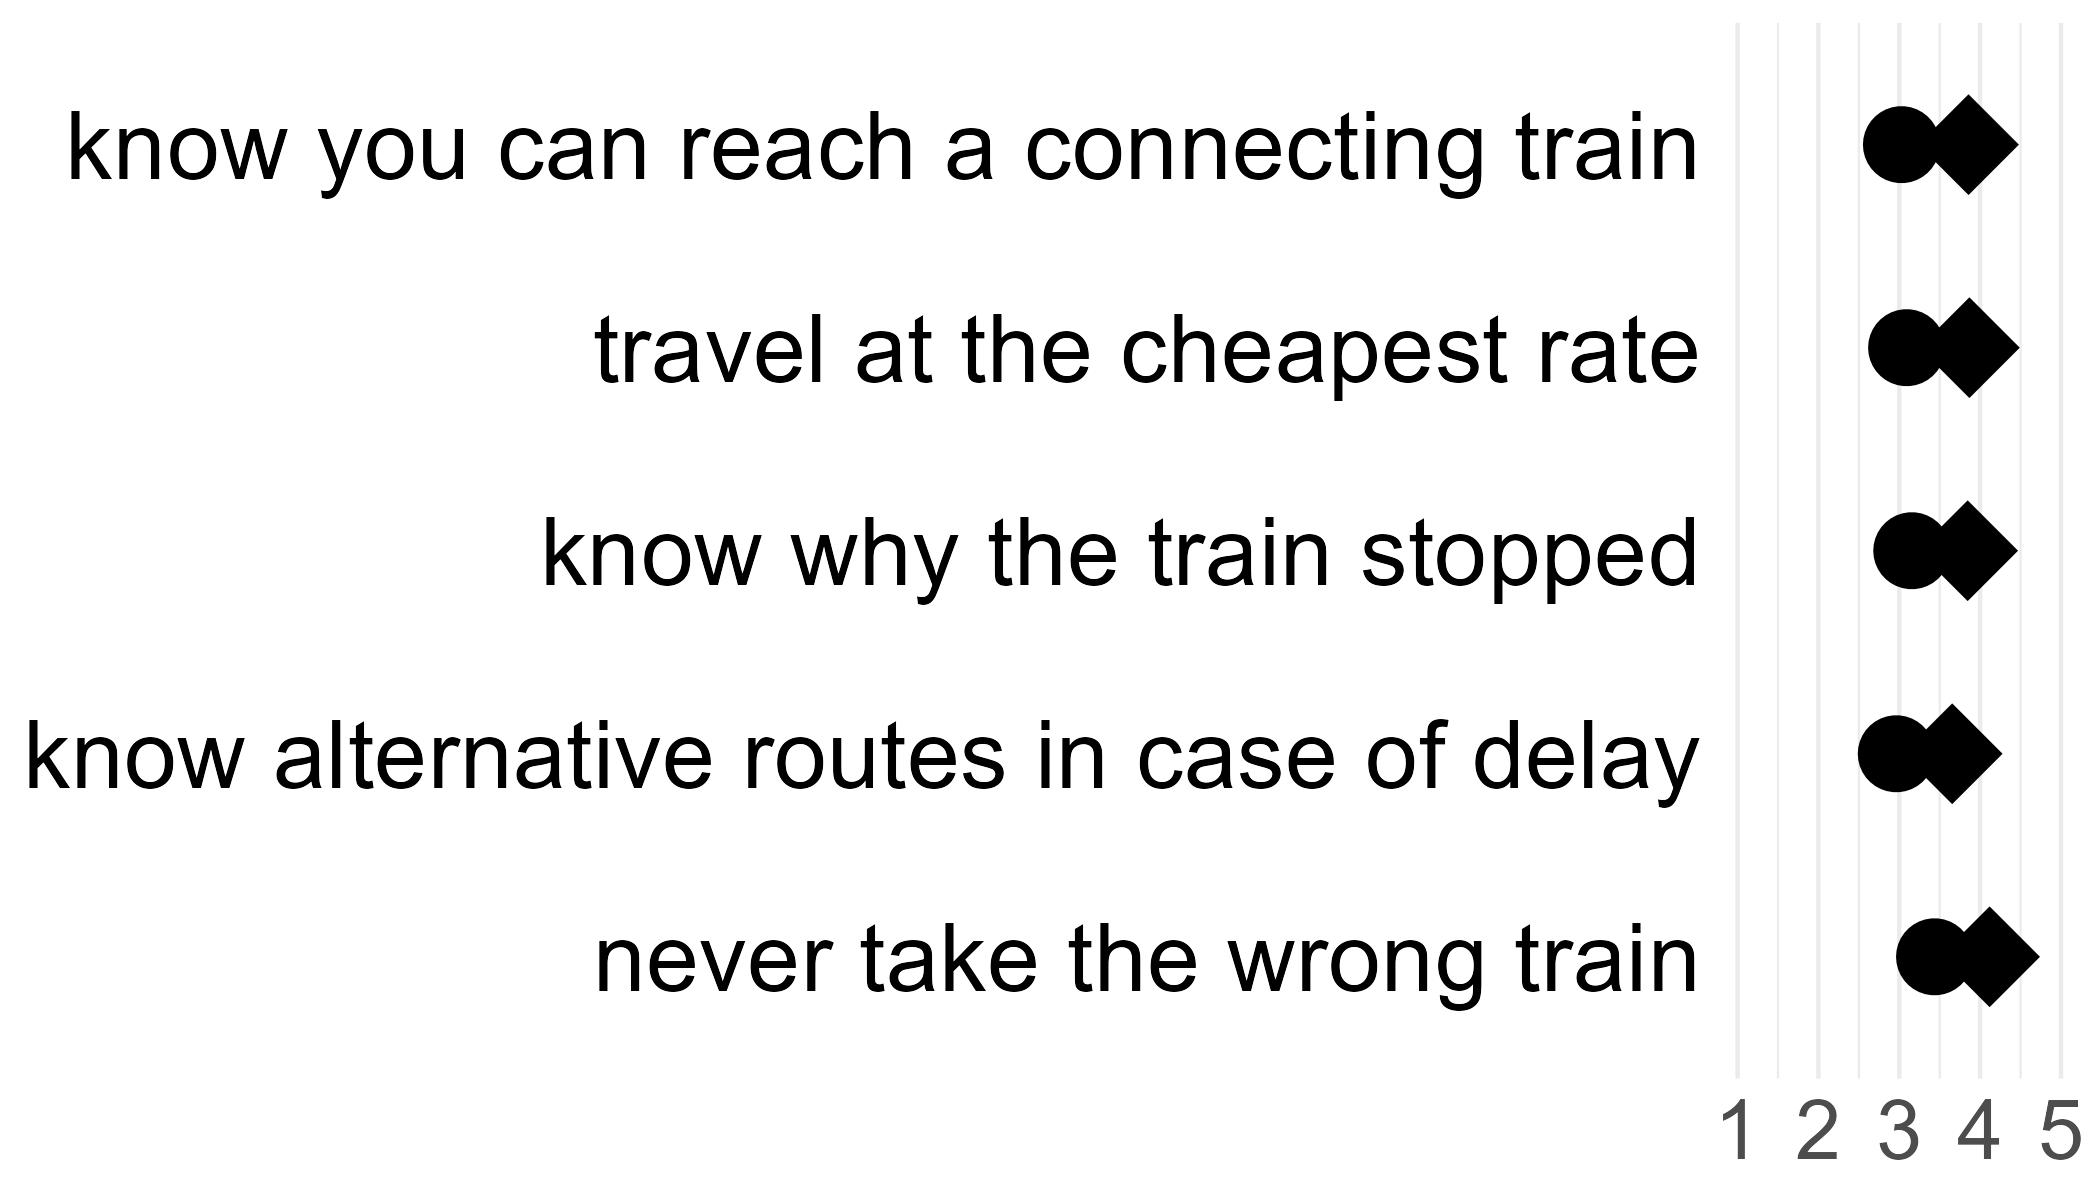 know you can reach a connecting train
travel at the cheapest rate
know why the train stopped
know alternative routes in case of delay
never take the wrong train
1 2 3 4 5